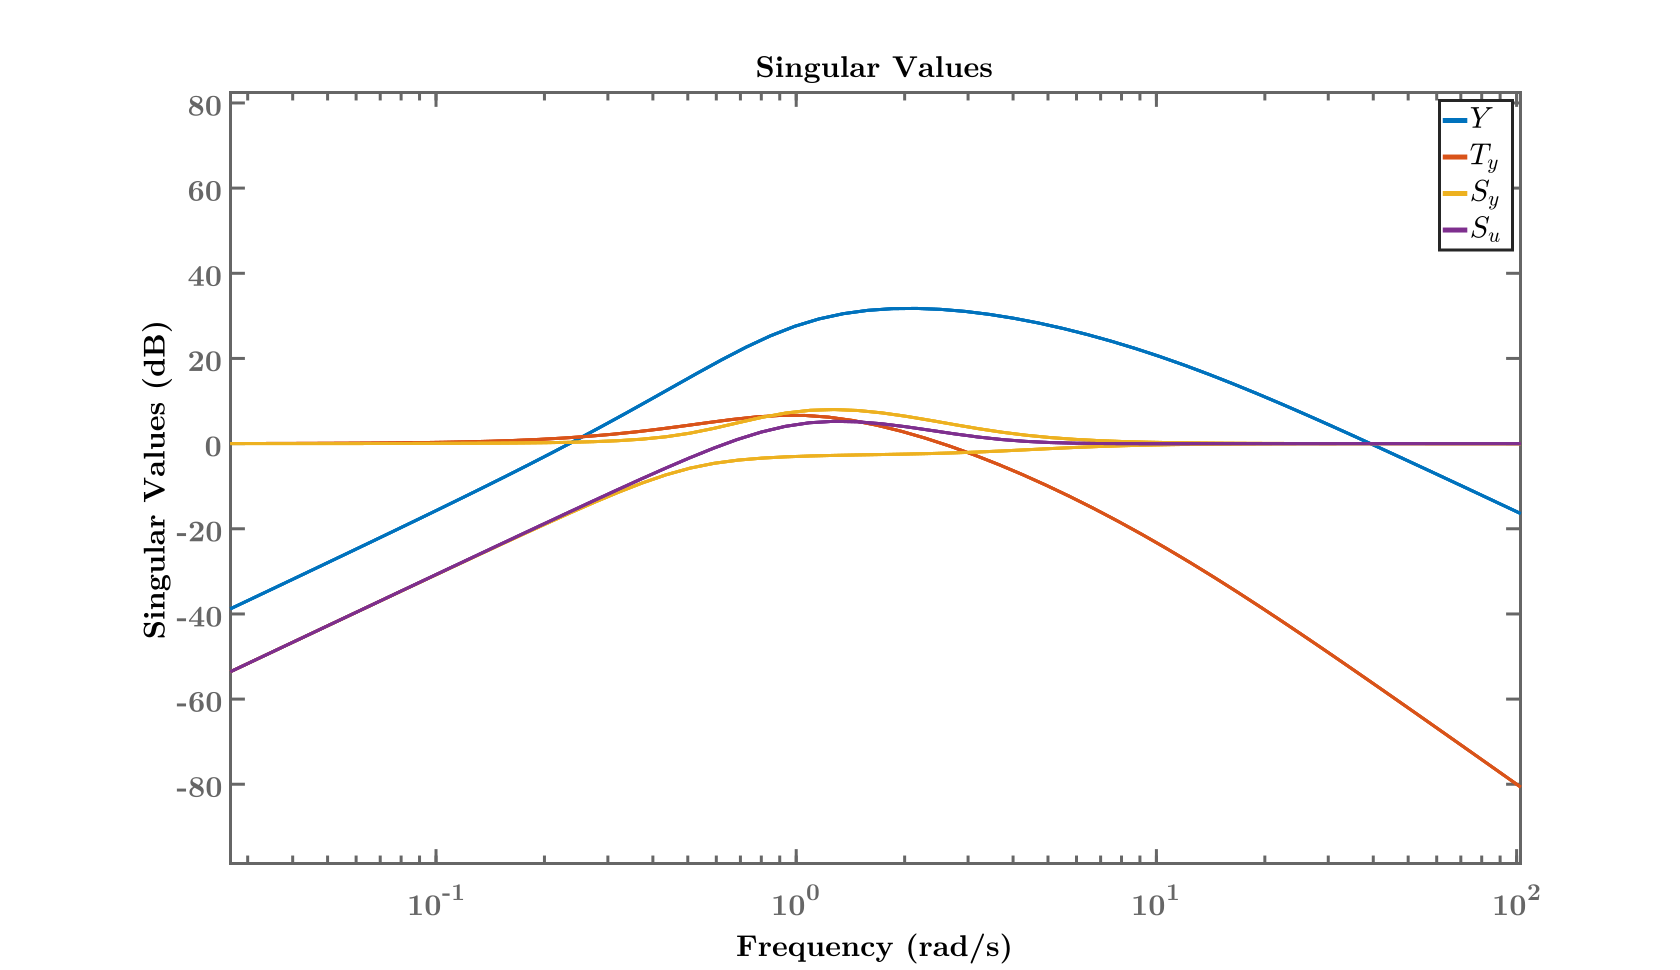 Singular Values
80
60
40
20
0
-20
-40
-60
-80
Singular Values (dB)
Y
T_y
S_y
S_u
10^-1
10^0
10^1
10^2
Frequency (rad/s)